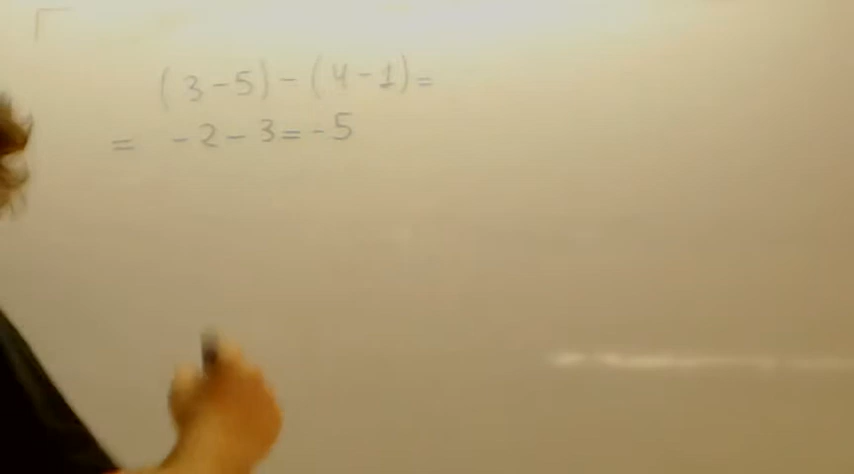 (3-5)-(4-1)=
= -2-3=-5